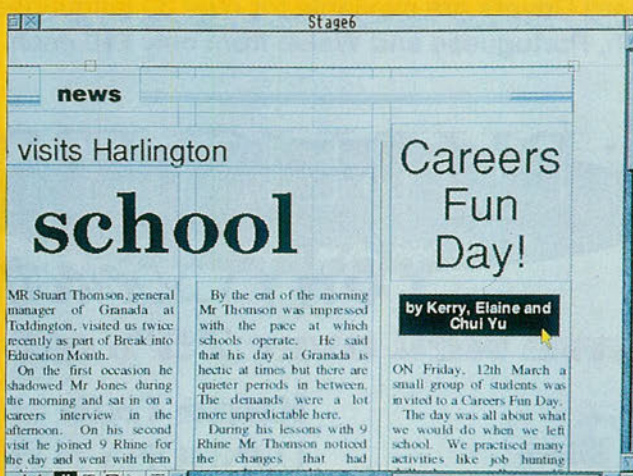 Stage6
news
visits Harlington
school
MR Stuart Thomson, general
manager of Granada at
Toddington, visited us twice
recently as part of Break into
Education Month.
On the first occasion he
shadowed Mr Jones during
the morning and sat in on a
careers interview in the
afternoon. On his second
visit he joined 9 Rhine for
the day and went with them
By the end of the morning
Mr Thomson was impressed
with the pace at which
schools operate. He said
that his day at Granada is
hectic at times but there are
quieter periods in between.
The demands were a lot
more unpredictable here.
During his lessons with 9
Rhine Mr Thomson noticed
the changes that had
Careers
Fun
Day!
by Kerry, Elaine and
Chui Yu
ON Friday, 12th March a
small group of students was
invited to a Careers Fun Day.
The day was all about what
we would do when we left
school. We practised many
activities like job hunting